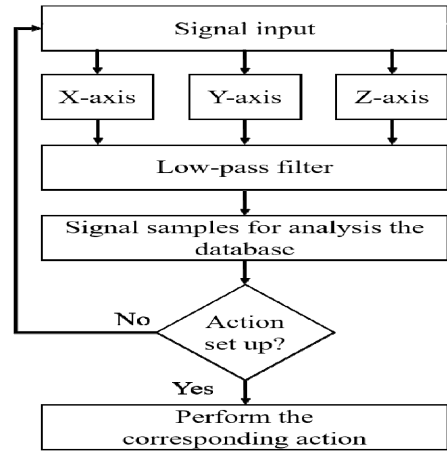 Signal input
X-axis
Y-axis
Z-axis
Low-pass filter
Signal samples for analysis the
database
Action
set up?
No
Yes
Perform the
corresponding action